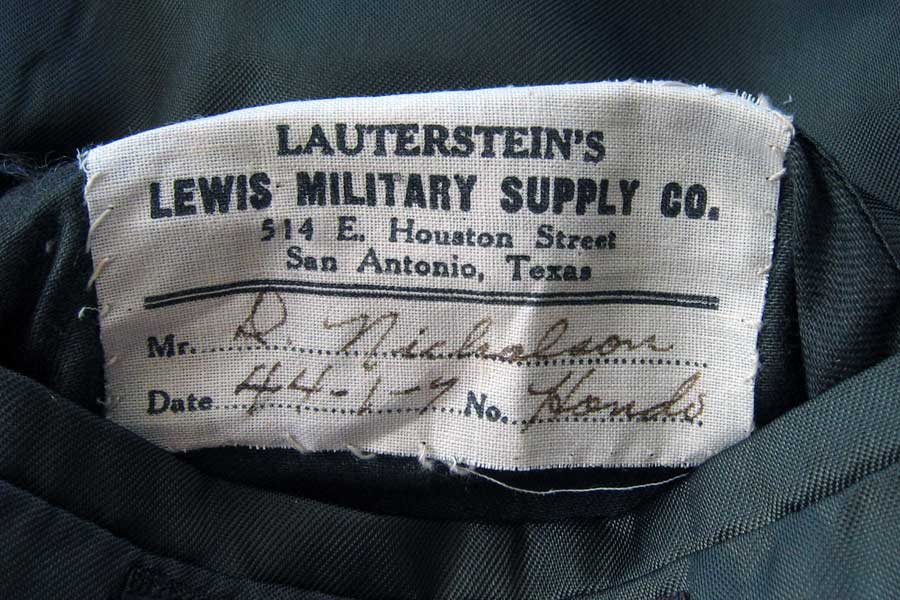 LAUTERSTEIN'S
LEWIS MILITARY SUPPLY CO.
514 E. Houston Street
San Antonio, Texas
Mr. D. Nicholson
Date 44-1-7 No. Hondo